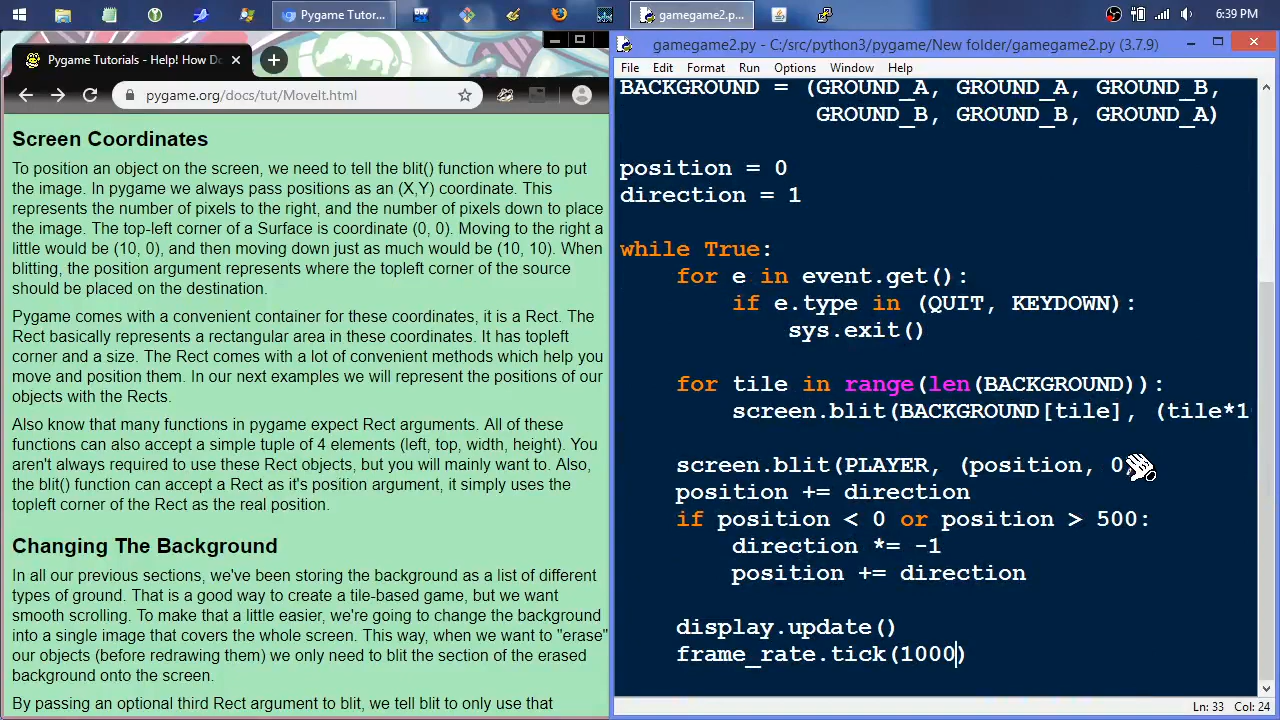 Pygame Tutor...
gamegame2.p...
6:39 PM
Pygame Tutorials - Help! How Do
pygame.org/docs/tut/MoveIt.html
Screen Coordinates
To position an object on the screen, we need to tell the blit() function where to put
the image. In pygame we always pass positions as an (X,Y) coordinate. This
represents the number of pixels to the right, and the number of pixels down to place
the image. The top-left corner of a Surface is coordinate (0, 0). Moving to the right a
little would be (10, 0), and then moving down just as much would be (10, 10). When
blitting, the position argument represents where the topleft corner of the source
should be placed on the destination.
Pygame comes with a convenient container for these coordinates, it is a Rect. The
Rect basically represents a rectangular area in these coordinates. It has topleft
corner and a size. The Rect comes with a lot of convenient methods which help you
move and position them. In our next examples we will represent the positions of our
objects with the Rects.
Also know that many functions in pygame expect Rect arguments. All of these
functions can also accept a simple tuple of 4 elements (left, top, width, height). You
aren't always required to use these Rect objects, but you will mainly want to. Also,
the blit() function can accept a Rect as it's position argument, it simply uses the
topleft corner of the Rect as the real position.
Changing The Background
In all our previous sections, we've been storing the background as a list of different
types of ground. That is a good way to create a tile-based game, but we want
smooth scrolling. To make that a little easier, we're going to change the background
into a single image that covers the whole screen. This way, when we want to "erase"
our objects (before redrawing them) we only need to blit the section of the erased
background onto the screen.
By passing an optional third Rect argument to blit, we tell blit to only use that
gamegame2.py - C:/src/python3/pygame/New folder/gamegame2.py (3.7.9)
File Edit Format Run Options Window Help
BACKGROUND = (GROUND_A, GROUND_A, GROUND_B,
GROUND_B, GROUND_B, GROUND_A)
position = 0
direction = 1
while True:
for e in event.get():
if e.type in (QUIT, KEYDOWN):
sys.exit()
for tile in range(len(BACKGROUND)):
screen.blit(BACKGROUND[tile], (tile*1
screen.blit(PLAYER, (position, 0
position += direction
if position < 0 or position > 500:
direction *= -1
position += direction
display.update()
frame_rate.tick(1000)
Ln: 33 Col: 24